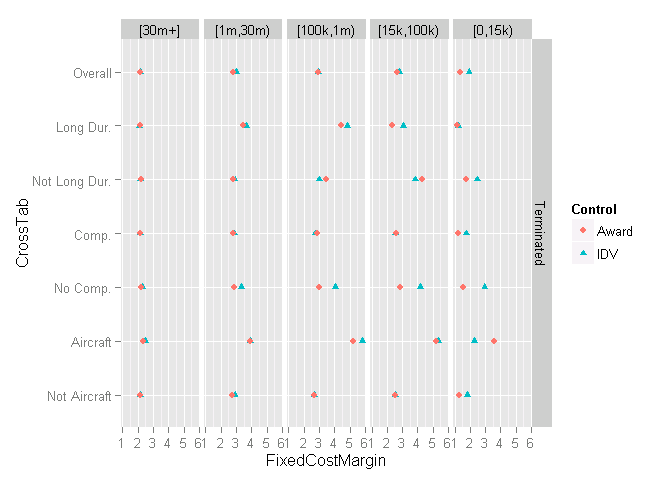 [30m+] [1m,30m) [100k,1m) [15k,100k) [0,15k)
Overall
Long Dur.
Not Long Dur.
Comp.
No Comp.
Aircraft
Not Aircraft
CrossTab
Terminated
Control
Award
IDV
1 2 3 4 5 61 2 3 4 5 61 2 3 4 5 61 2 3 4 5 61 2 3 4 5 6
FixedCostMargin